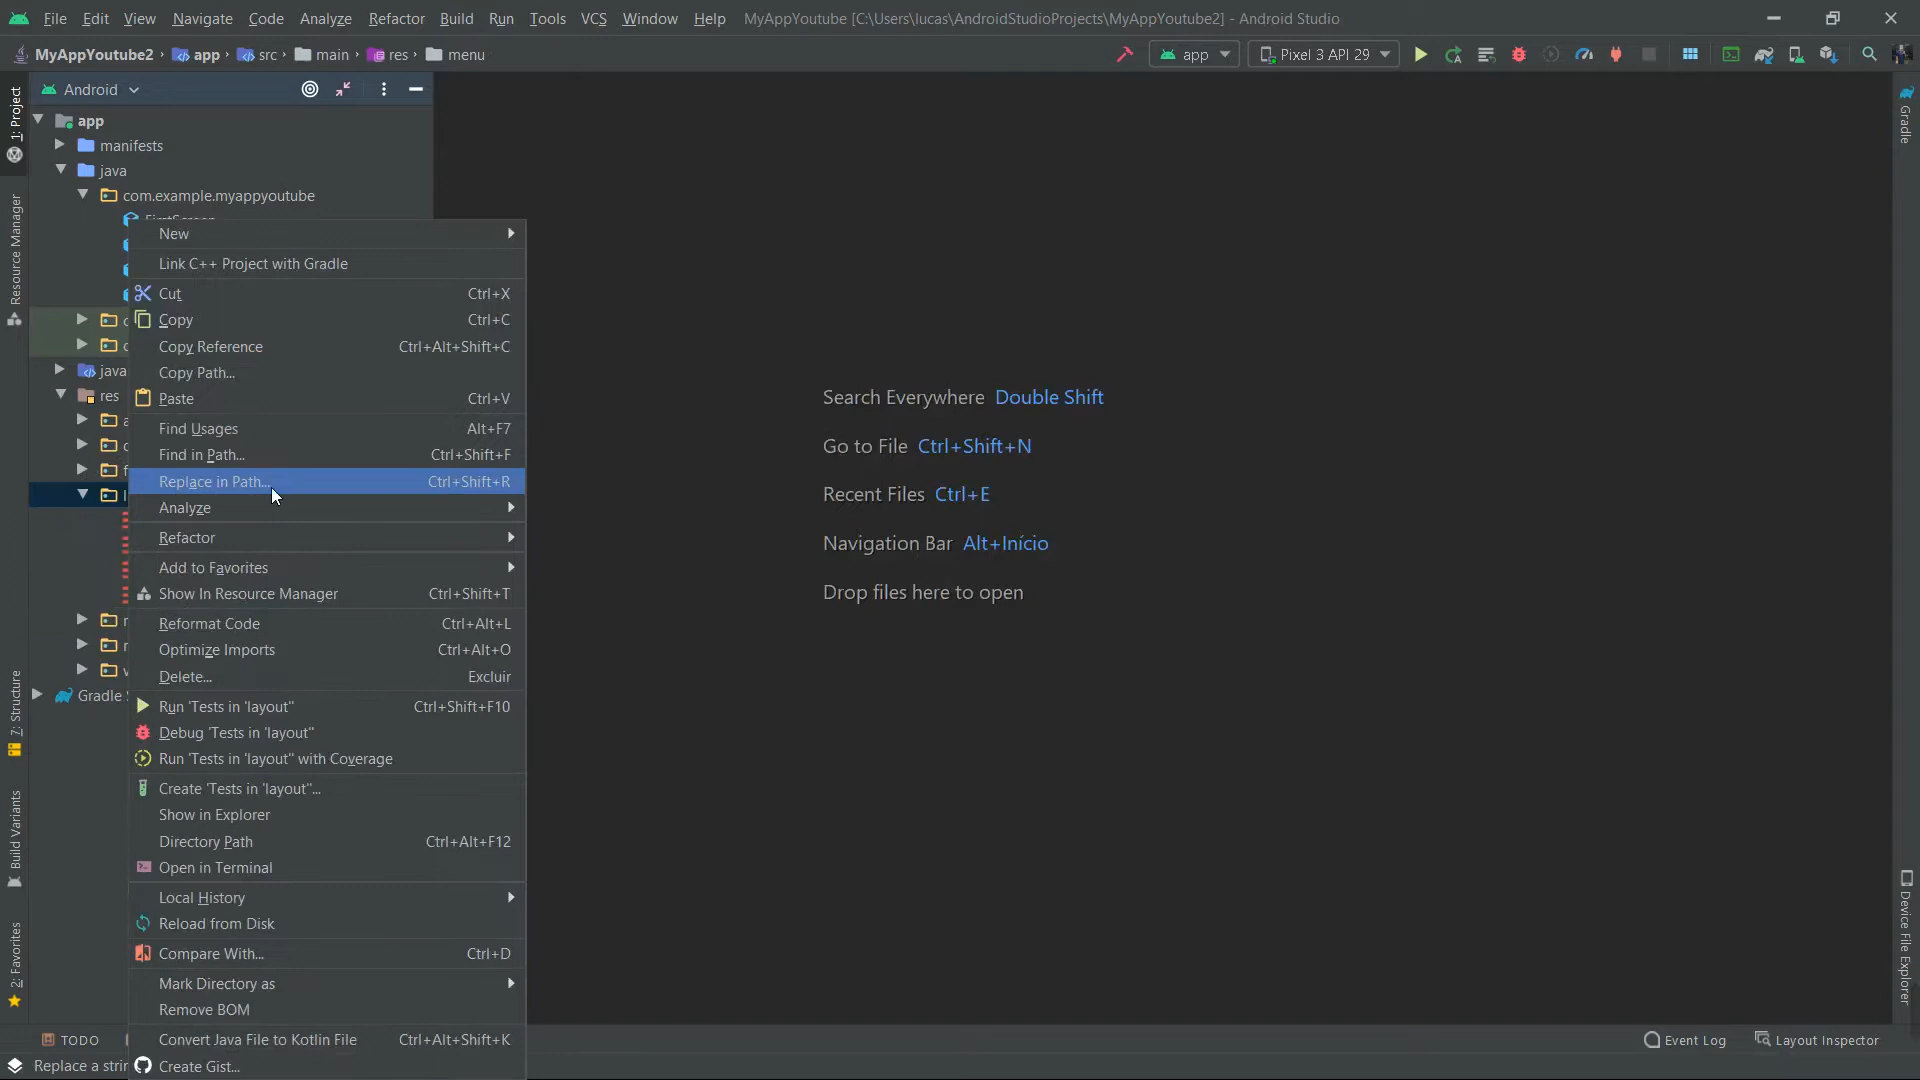 File Edit View Navigate Code Analyze Refactor Build Run Tools VCS Window Help MyAppYoutube [C:\Users\lucas\AndroidStudioProjects\MyAppYoutube2] - Android Studio
MyAppYoutube2 app src main res menu app Pixel 3 API 29
1: Project
Resource Manager
7: Structure
Build Variants
2: Favorites
Android
app
manifests
java
com.example.myappyoutube
FirstScreen
java
res
Gradle
New
Link C++ Project with Gradle
Cut Ctrl+X
Copy Ctrl+C
Copy Reference Ctrl+Alt+Shift+C
Copy Path...
Paste Ctrl+V
Find Usages Alt+F7
Find in Path... Ctrl+Shift+F
Replace in Path... Ctrl+Shift+R
Analyze
Refactor
Add to Favorites
Show In Resource Manager Ctrl+Shift+T
Reformat Code Ctrl+Alt+L
Optimize Imports Ctrl+Alt+O
Delete... Excluir
Run 'Tests in 'layout'' Ctrl+Shift+F10
Debug 'Tests in 'layout''
Run 'Tests in 'layout'' with Coverage
Create 'Tests in 'layout''...
Show in Explorer
Directory Path Ctrl+Alt+F12
Open in Terminal
Local History
Reload from Disk
Compare With... Ctrl+D
Mark Directory as
Remove BOM
Convert Java File to Kotlin File Ctrl+Alt+Shift+K
Create Gist...
Search Everywhere Double Shift
Go to File Ctrl+Shift+N
Recent Files Ctrl+E
Navigation Bar Alt+Início
Drop files here to open
Gradle
Device File Explorer
TODO
Event Log
Layout Inspector
Replace a strin